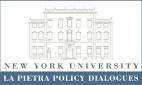 NEW YORK UNIVERSITY
LA PIETRA POLICY DIALOGUES